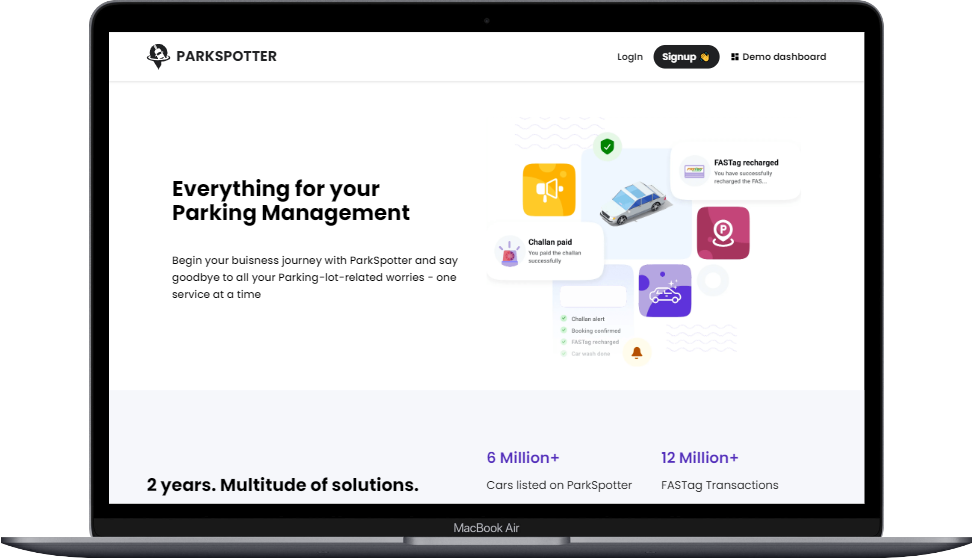 PARKSPOTTER
LogIn
Signup 👋
Demo dashboard
Everything for your
Parking Management
Begin your buisness journey with ParkSpotter and say
goodbye to all your Parking-lot-related worries - one
service at a time
FASTag recharged
You have successfully
recharged the FAS...
P
Challan paid
You paid the challan
successfully
Challan alert
Booking confirmed
FASTag recharged
Car wash done
2 years. Multitude of solutions.
6 Million+
Cars listed on ParkSpotter
12 Million+
FASTag Transactions
MacBook Air